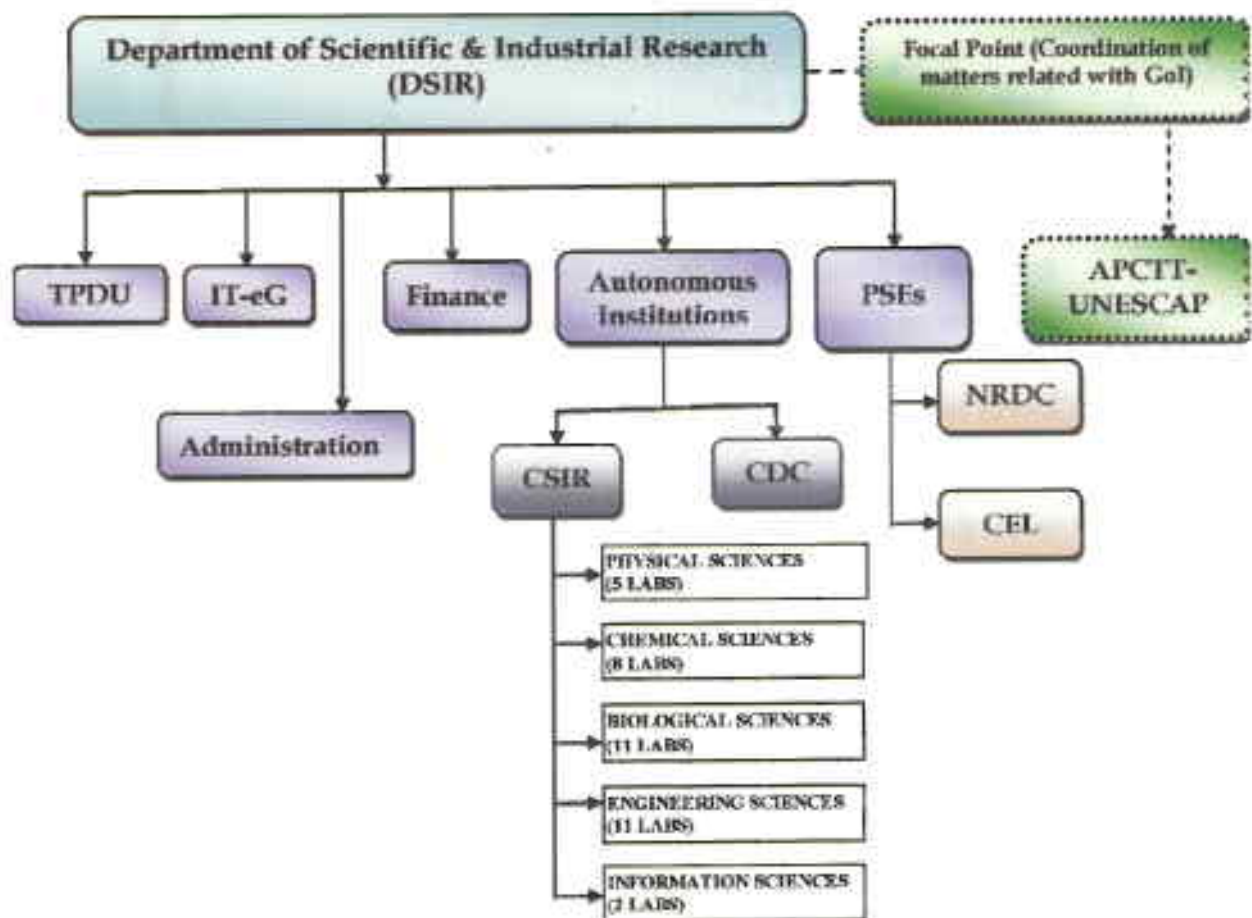 Department of Scientific & Industrial Research
(DSIR)
Focal Point (Coordination of
matters related with GoI)
TPDU
IT-eG
Finance
Autonomous
Institutions
PSEs
APCTT-
UNESCAP
Administration
NRDC
CSIR
CDC
CEL
PHYSICAL SCIENCES
(5 LABS)
CHEMICAL SCIENCES
(8 LABS)
BIOLOGICAL SCIENCES
(11 LABS)
ENGINEERING SCIENCES
(11 LABS)
INFORMATION SCIENCES
(2 LABS)